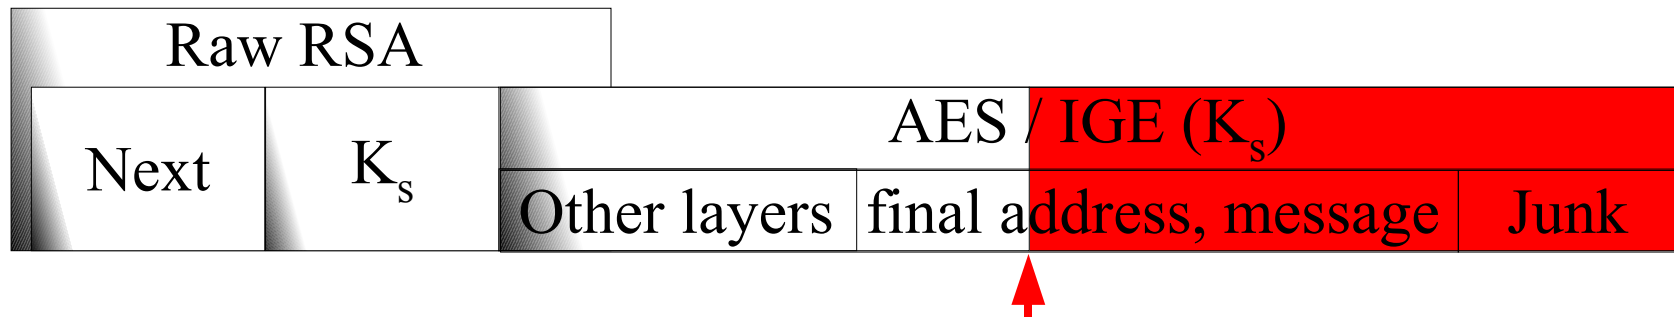 Raw RSA
AES / IGE (Ks)
Next
Ks
Other layers
final address, message
Junk